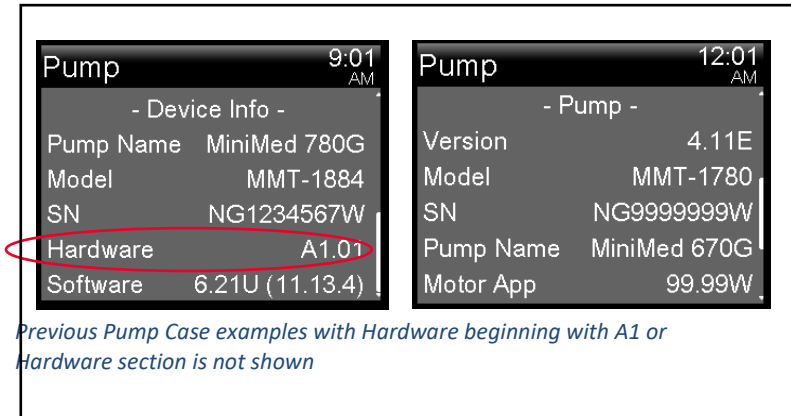 Pump 9:01
AM
- Device Info -
Pump Name MiniMed 780G
Model MMT-1884
SN NG1234567W
Hardware A1.01
Software 6.21U (11.13.4)
Pump 12:01
AM
- Pump -
Version 4.11E
Model MMT-1780
SN NG9999999W
Pump Name MiniMed 670G
Motor App 99.99W
Previous Pump Case examples with Hardware beginning with A1 or
Hardware section is not shown